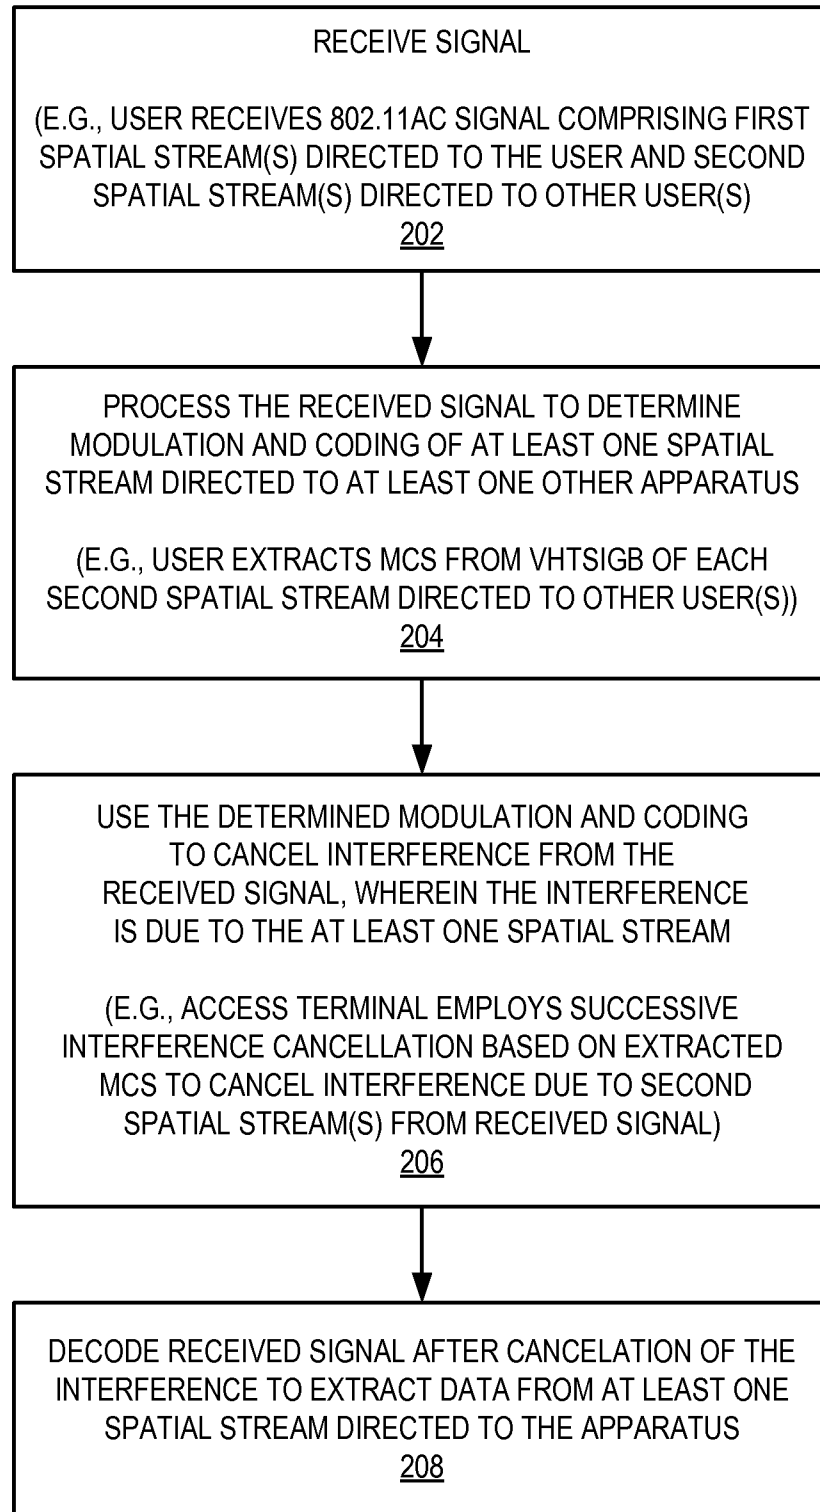 RECEIVE SIGNAL
(E.G., USER RECEIVES 802.11AC SIGNAL COMPRISING FIRST
SPATIAL STREAM(S) DIRECTED TO THE USER AND SECOND
SPATIAL STREAM(S) DIRECTED TO OTHER USER(S)
202
PROCESS THE RECEIVED SIGNAL TO DETERMINE
MODULATION AND CODING OF AT LEAST ONE SPATIAL
STREAM DIRECTED TO AT LEAST ONE OTHER APPARATUS
(E.G., USER EXTRACTS MCS FROM VHTSIGB OF EACH
SECOND SPATIAL STREAM DIRECTED TO OTHER USER(S))
204
USE THE DETERMINED MODULATION AND CODING
TO CANCEL INTERFERENCE FROM THE
RECEIVED SIGNAL, WHEREIN THE INTERFERENCE
IS DUE TO THE AT LEAST ONE SPATIAL STREAM
(E.G., ACCESS TERMINAL EMPLOYS SUCCESSIVE
INTERFERENCE CANCELLATION BASED ON EXTRACTED
MCS TO CANCEL INTERFERENCE DUE TO SECOND
SPATIAL STREAM(S) FROM RECEIVED SIGNAL)
206
DECODE RECEIVED SIGNAL AFTER CANCELATION OF THE
INTERFERENCE TO EXTRACT DATA FROM AT LEAST ONE
SPATIAL STREAM DIRECTED TO THE APPARATUS
208